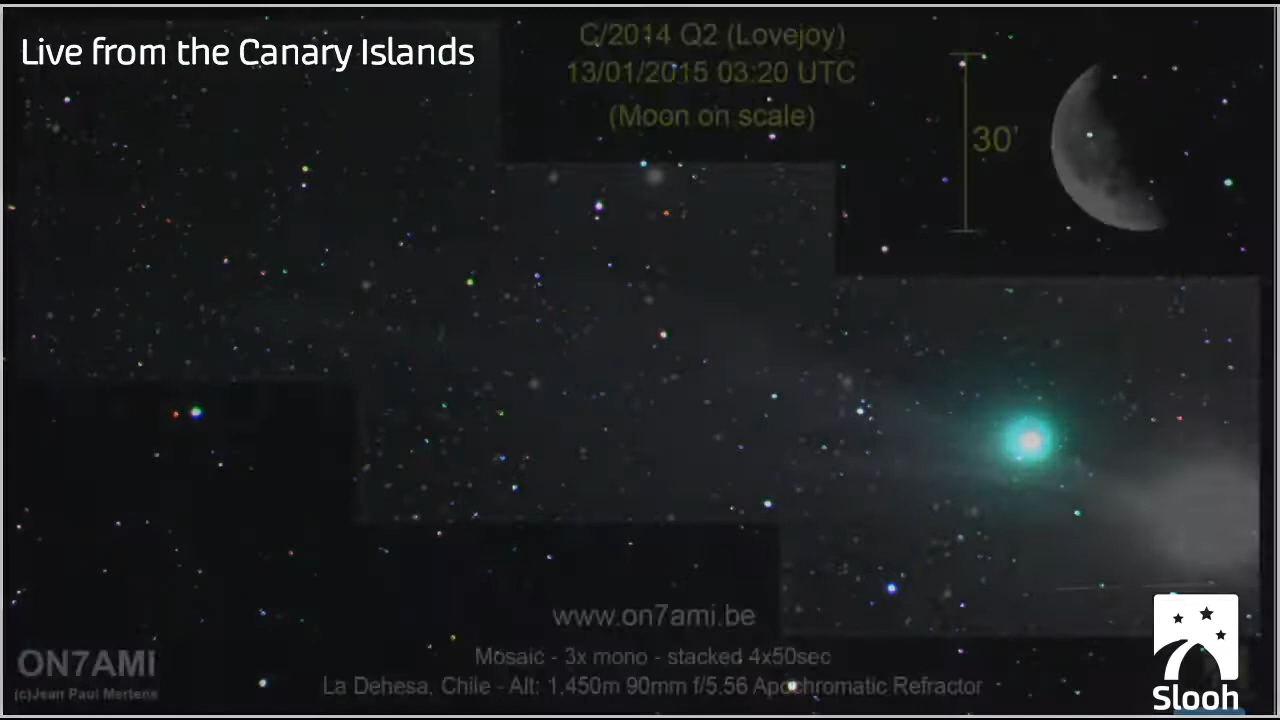 Live from the Canary Islands
C/2014 Q2 (Lovejoy)
13/01/2015 03:20 UTC
(Moon on scale)
30'
www.on7ami.be
ON7AMI
(c)Jean Paul Mertens
Mosaic - 3x mono - stacked 4x50sec
La Dehesa, Chile - Alt: 1.450m 90mm f/5.56 Apochromatic Refractor
Slooh